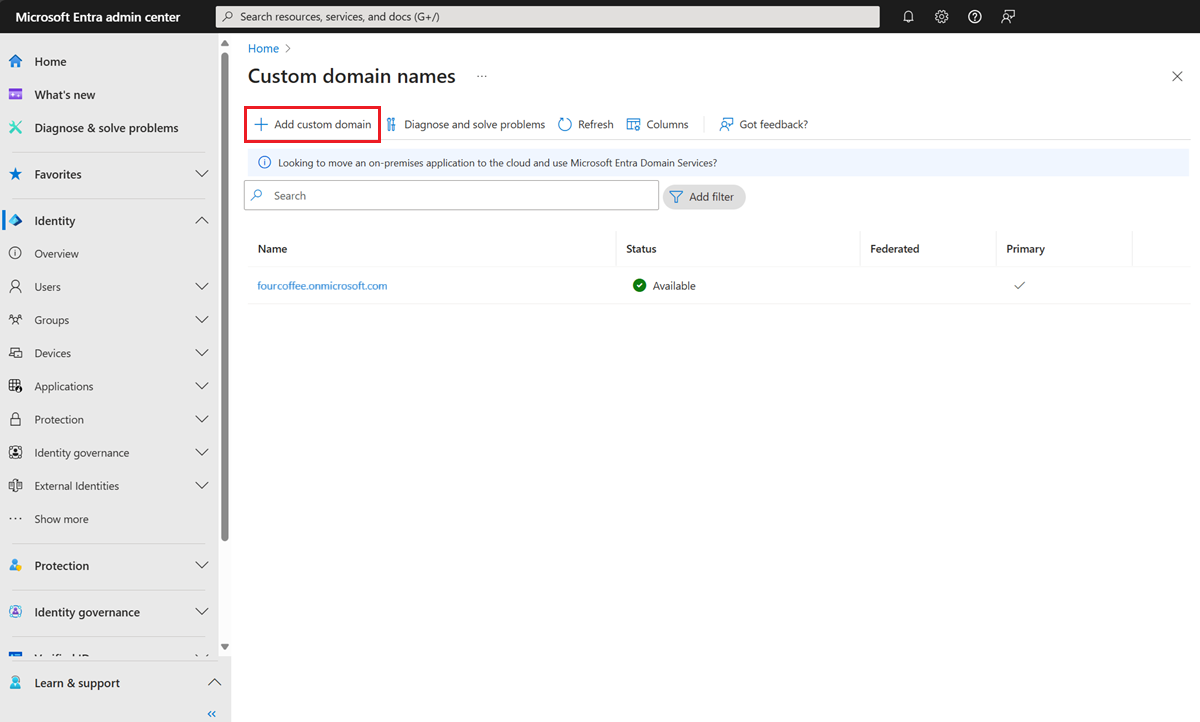 Microsoft Entra admin center
Search resources, services, and docs (G+/)
Home
What's new
Diagnose & solve problems
Favorites
Identity
Overview
Users
Groups
Devices
Applications
Protection
Identity governance
External Identities
Show more
Protection
Identity governance
Learn & support
Home
Custom domain names
Add custom domain
Diagnose and solve problems
Refresh
Columns
Got feedback?
Looking to move an on-premises application to the cloud and use Microsoft Entra Domain Services?
Search
Add filter
Name Status Federated Primary
fourcoffee.onmicrosoft.com Available